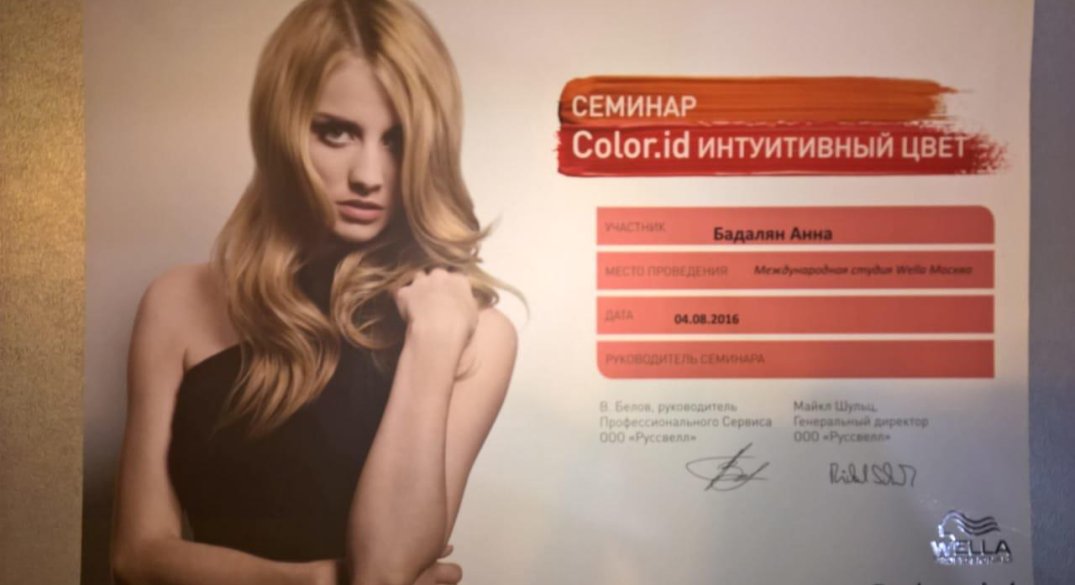 СЕМИНАР
Color.id ИНТУИТИВНЫЙ ЦВЕТ
УЧАСТНИК Бадалян Анна
МЕСТО ПРОВЕДЕНИЯ Международная студия Wella Москва
ДАТА 04.08.2016
РУКОВОДИТЕЛЬ СЕМИНАРА
В. Белов, руководитель
Профессионального Сервиса
ООО «Руссвелл»
Майкл Шульц,
Генеральный директор
ООО «Руссвелл»
WELLA